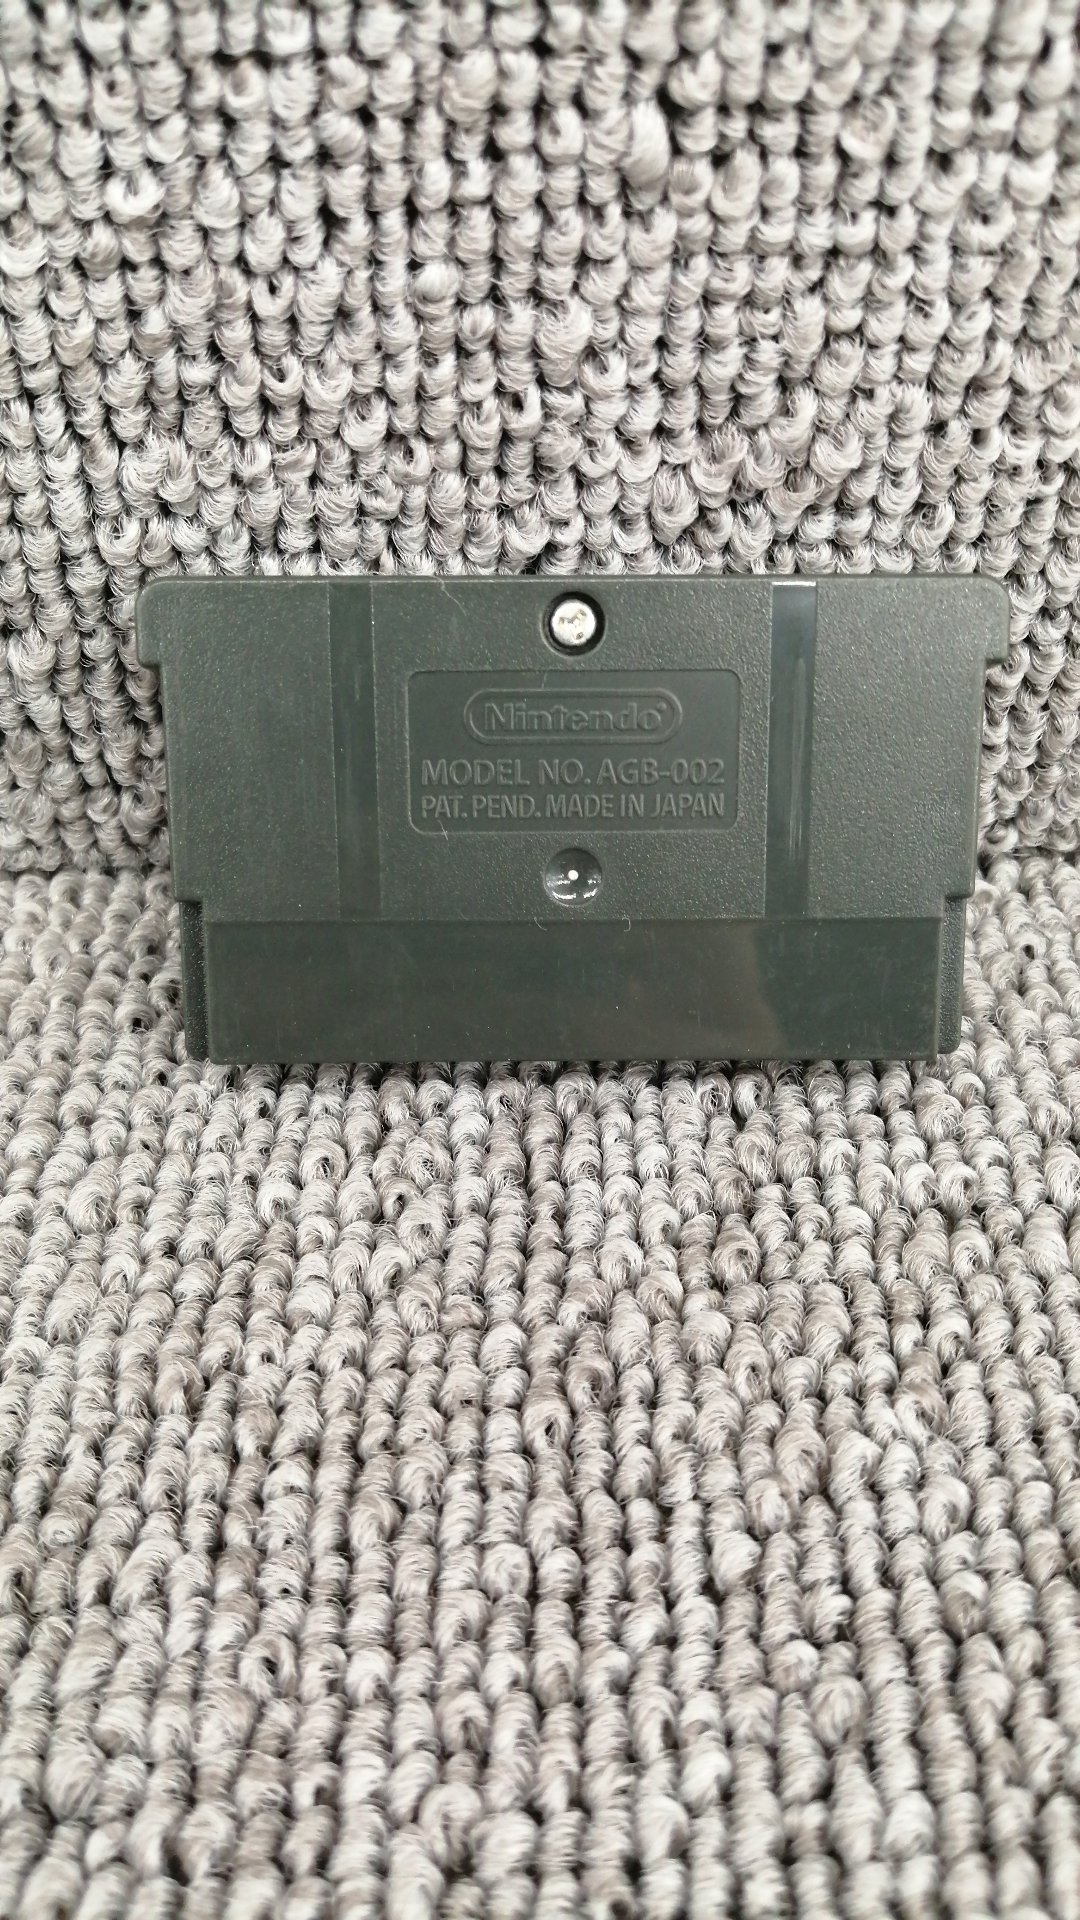 Nintendo®
MODEL NO. AGB-002
PAT. PEND. MADE IN JAPAN